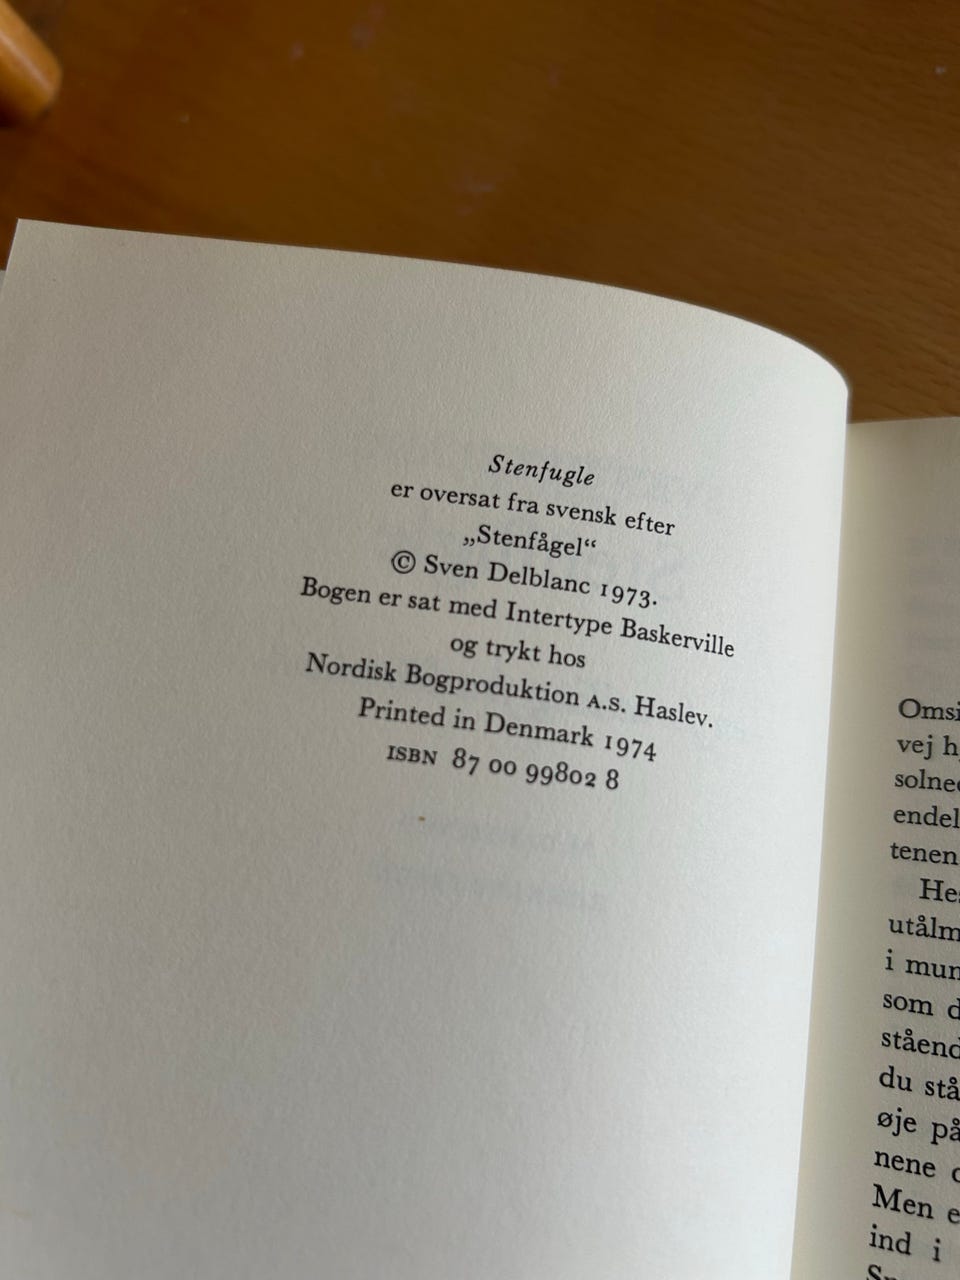 Stenfugle
er oversat fra svensk efter
„Stenfågel“
© Sven Delblanc 1973.
Bogen er sat med Intertype Baskerville
og trykt hos
Nordisk Bogproduktion A.S. Haslev.
Printed in Denmark 1974
ISBN 87 00 99802 8
Omsi
vej h
solned
endel
tenen
Hes
utålm
i mun
som d
ståend
du stå
øje på
nene
Men e
ind i